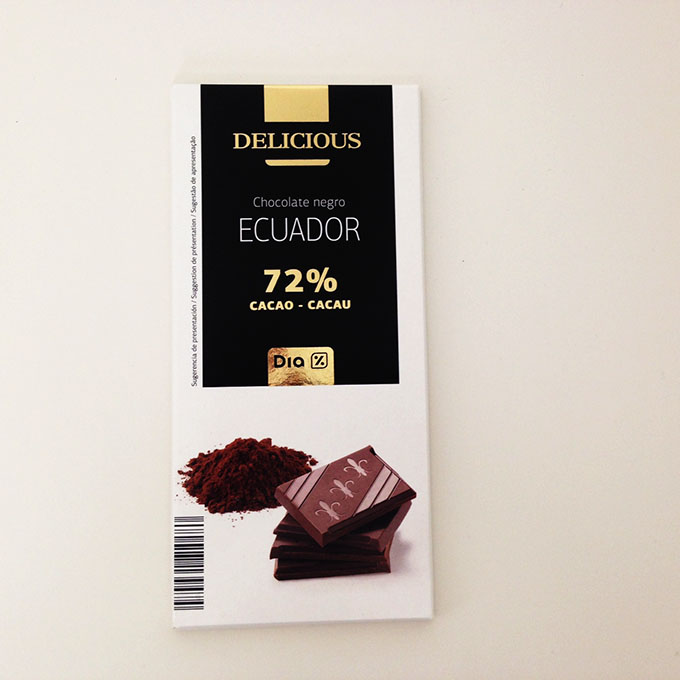 DELICIOUS
Chocolate negro
ECUADOR
72%
CACAO - CACAU
Dia %
Sugerencia de presentación / Suggestion de présentation / Sugestão de apresentação